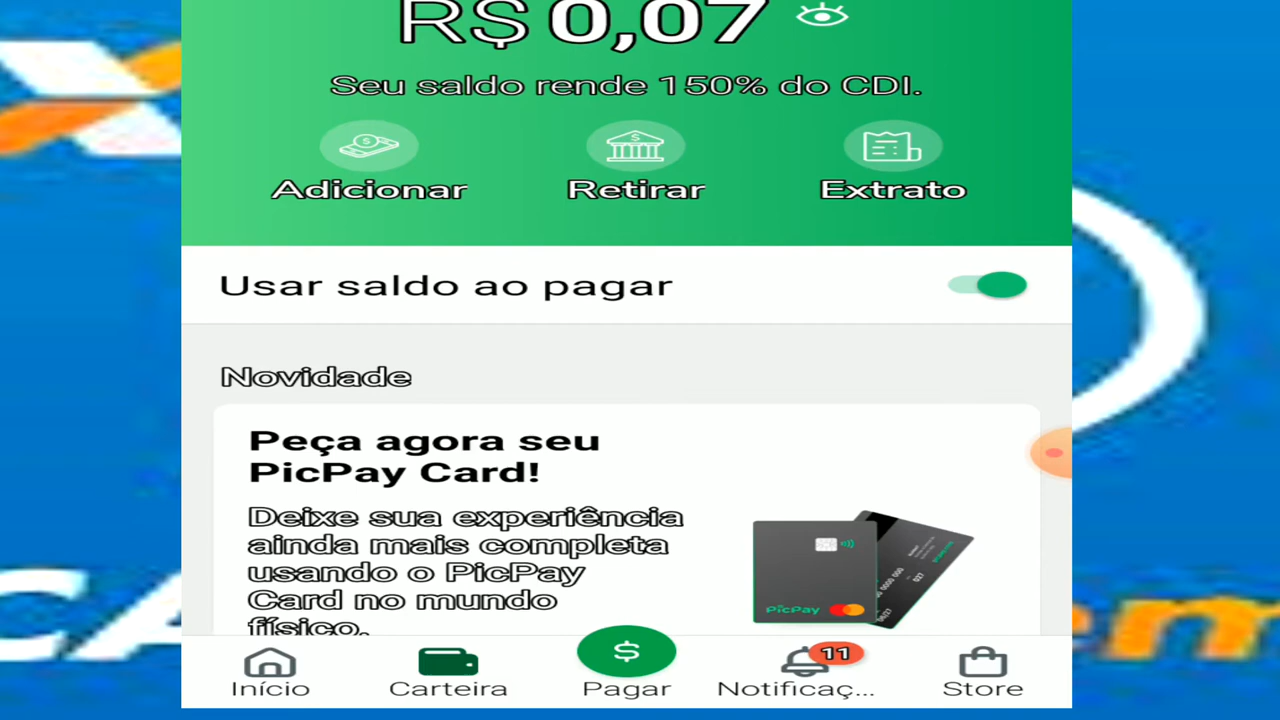 R$ 0,07
Seu saldo rende 150% do CDI.
Adicionar Retirar Extrato
Usar saldo ao pagar
Novidade
Peça agora seu
PicPay Card!
Deixe sua experiência
ainda mais completa
usando o PicPay
Card no mundo
físico.
PicPay
11
Início Carteira Pagar Notificaç... Store